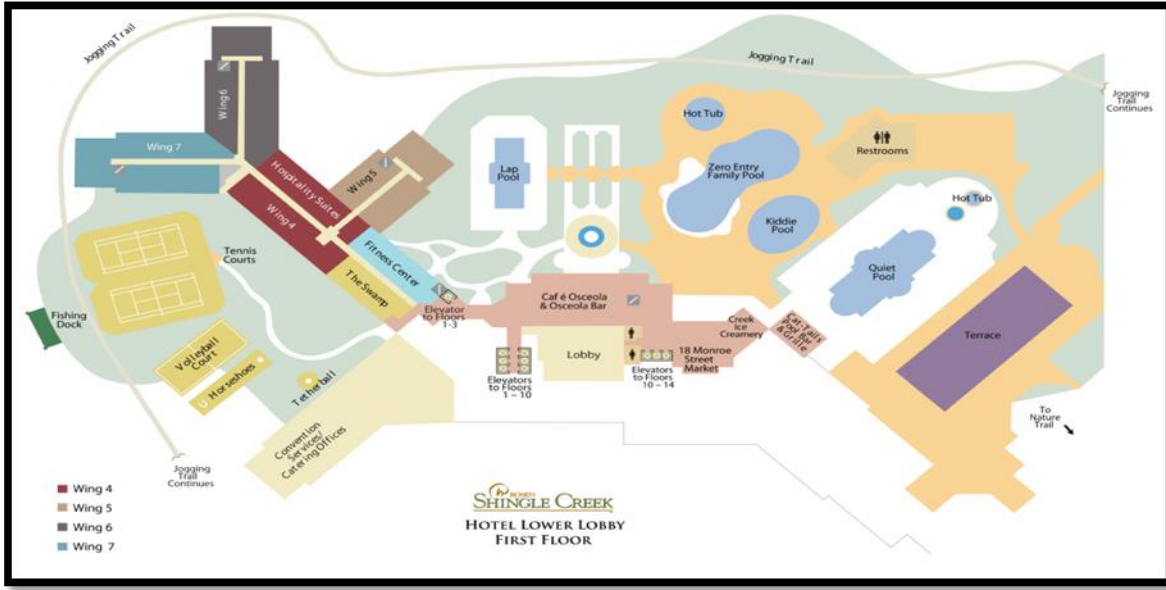 Jogging Trail
Jogging Trail
Jogging
Trail
Continues
Wing 6
Wing 7
Hospitality Suites
Wing 4
Wing 5
Fitness Center
The Swamp
Elevator
to Floors
1-3
Tennis
Courts
Fishing
Dock
Volleyball
Court
Horseshoes
Tetherball
Convention
Services/
Catering Offices
Jogging
Trail
Continues
Lap
Pool
Hot Tub
Zero Entry
Family Pool
Kiddie
Pool
Restrooms
Hot Tub
Quiet
Pool
Terrace
Café Osceola
& Osceola Bar
Lobby
Elevators
to Floors
1 – 10
Elevators
to Floors
10 – 14
18 Monroe
Street
Market
Creek
Ice
Creamery
Cat-Tails
Pool Bar
& Grille
To
Nature
Trail
Wing 4
Wing 5
Wing 6
Wing 7
ROSEN
SHINGLE CREEK
HOTEL LOWER LOBBY
FIRST FLOOR